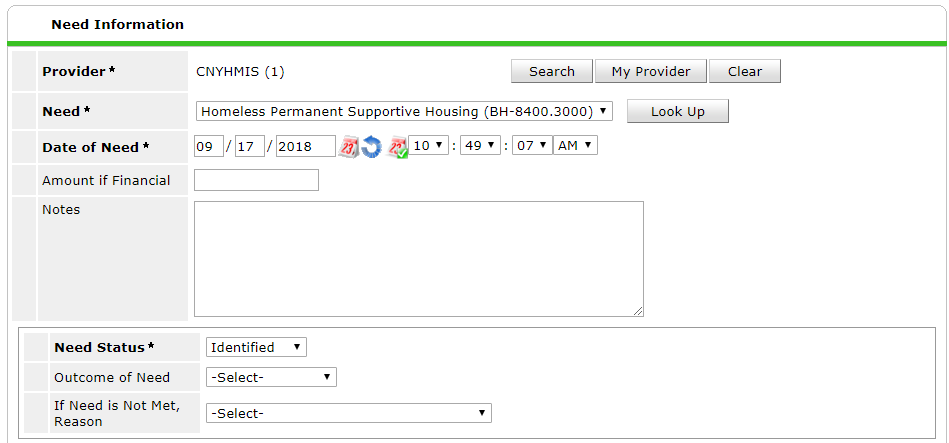 Need Information
Provider * CNYHMIS (1) Search My Provider Clear
Need * Homeless Permanent Supportive Housing (BH-8400.3000) Look Up
Date of Need * 09 / 17 / 2018 23 10 : 49 : 07 AM
Amount if Financial
Notes
Need Status * Identified
Outcome of Need -Select-
If Need is Not Met,
Reason -Select-